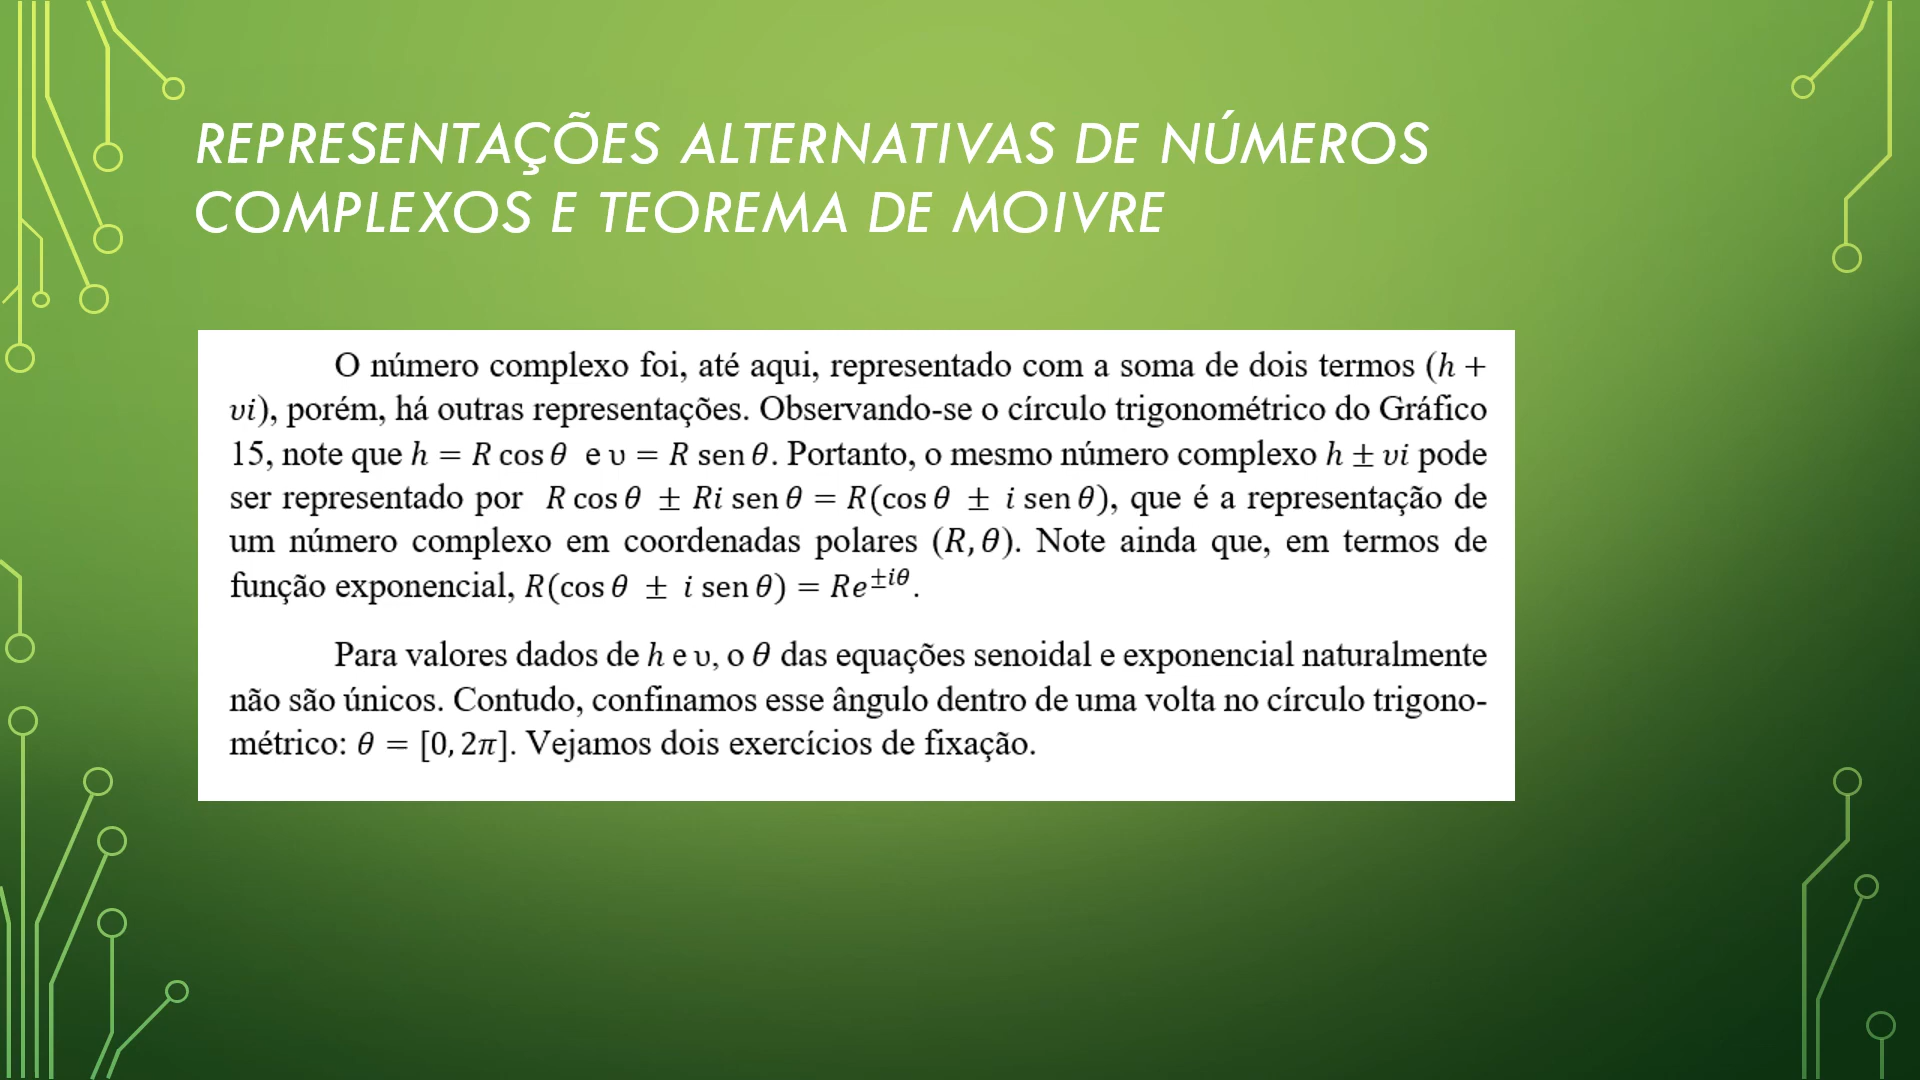 REPRESENTAÇÕES ALTERNATIVAS DE NÚMEROS
COMPLEXOS E TEOREMA DE MOIVRE
O número complexo foi, até aqui, representado com a soma de dois termos (h +
υi), porém, há outras representações. Observando-se o círculo trigonométrico do Gráfico
15, note que h = R cos θ e υ = R sen θ. Portanto, o mesmo número complexo h ± υi pode
ser representado por R cos θ ± Ri sen θ = R(cos θ ± i sen θ), que é a representação de
um número complexo em coordenadas polares (R, θ). Note ainda que, em termos de
função exponencial, R(cos θ ± i sen θ) = Re^{±iθ}.
Para valores dados de h e υ, o θ das equações senoidal e exponencial naturalmente
não são únicos. Contudo, confinamos esse ângulo dentro de uma volta no círculo trigono-
métrico: θ = [0, 2π]. Vejamos dois exercícios de fixação.